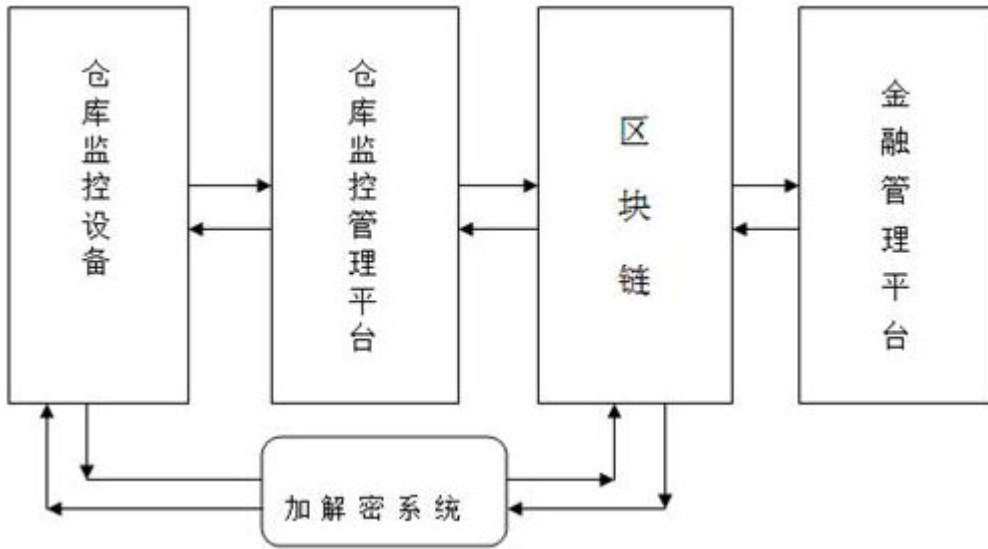 仓库监控设备
仓库监控管理平台
区块链
金融管理平台
加解密系统